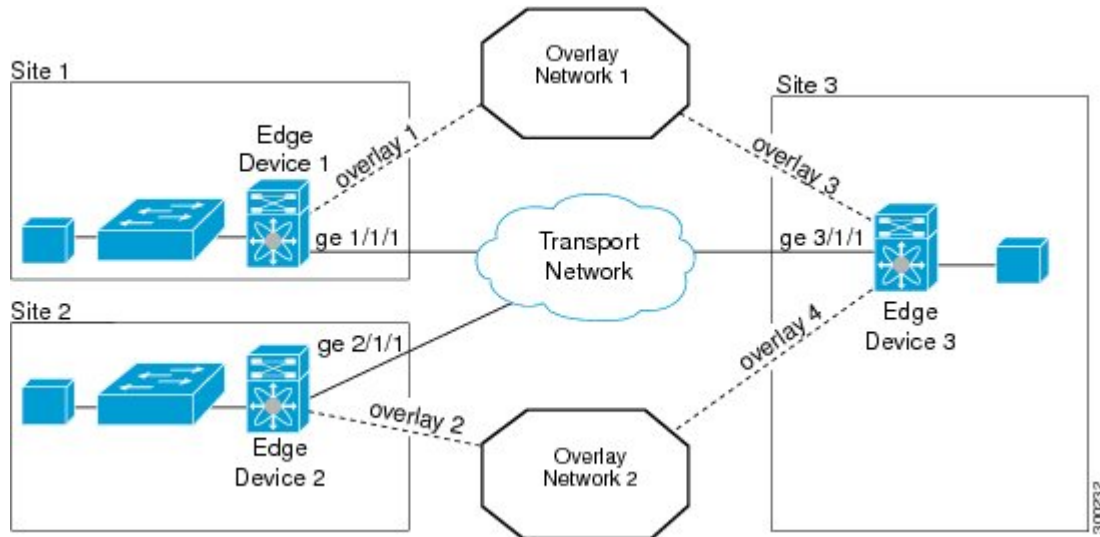 Overlay
Network 1
Site 1
Site 3
Edge
Device 1
overlay 1
overlay 3
ge 1/1/1
Transport
Network
ge 3/1/1
Site 2
ge 2/1/1
Edge
Device 3
overlay 4
overlay 2
Edge
Device 2
Overlay
Network 2
300232